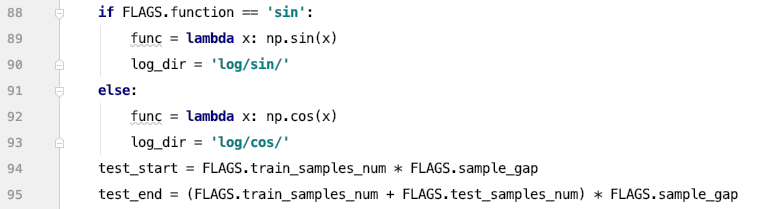 88 if FLAGS.function == 'sin':
89 func = lambda x: np.sin(x)
90 log_dir = 'log/sin/'
91 else:
92 func = lambda x: np.cos(x)
93 log_dir = 'log/cos/'
94 test_start = FLAGS.train_samples_num * FLAGS.sample_gap
95 test_end = (FLAGS.train_samples_num + FLAGS.test_samples_num) * FLAGS.sample_gap